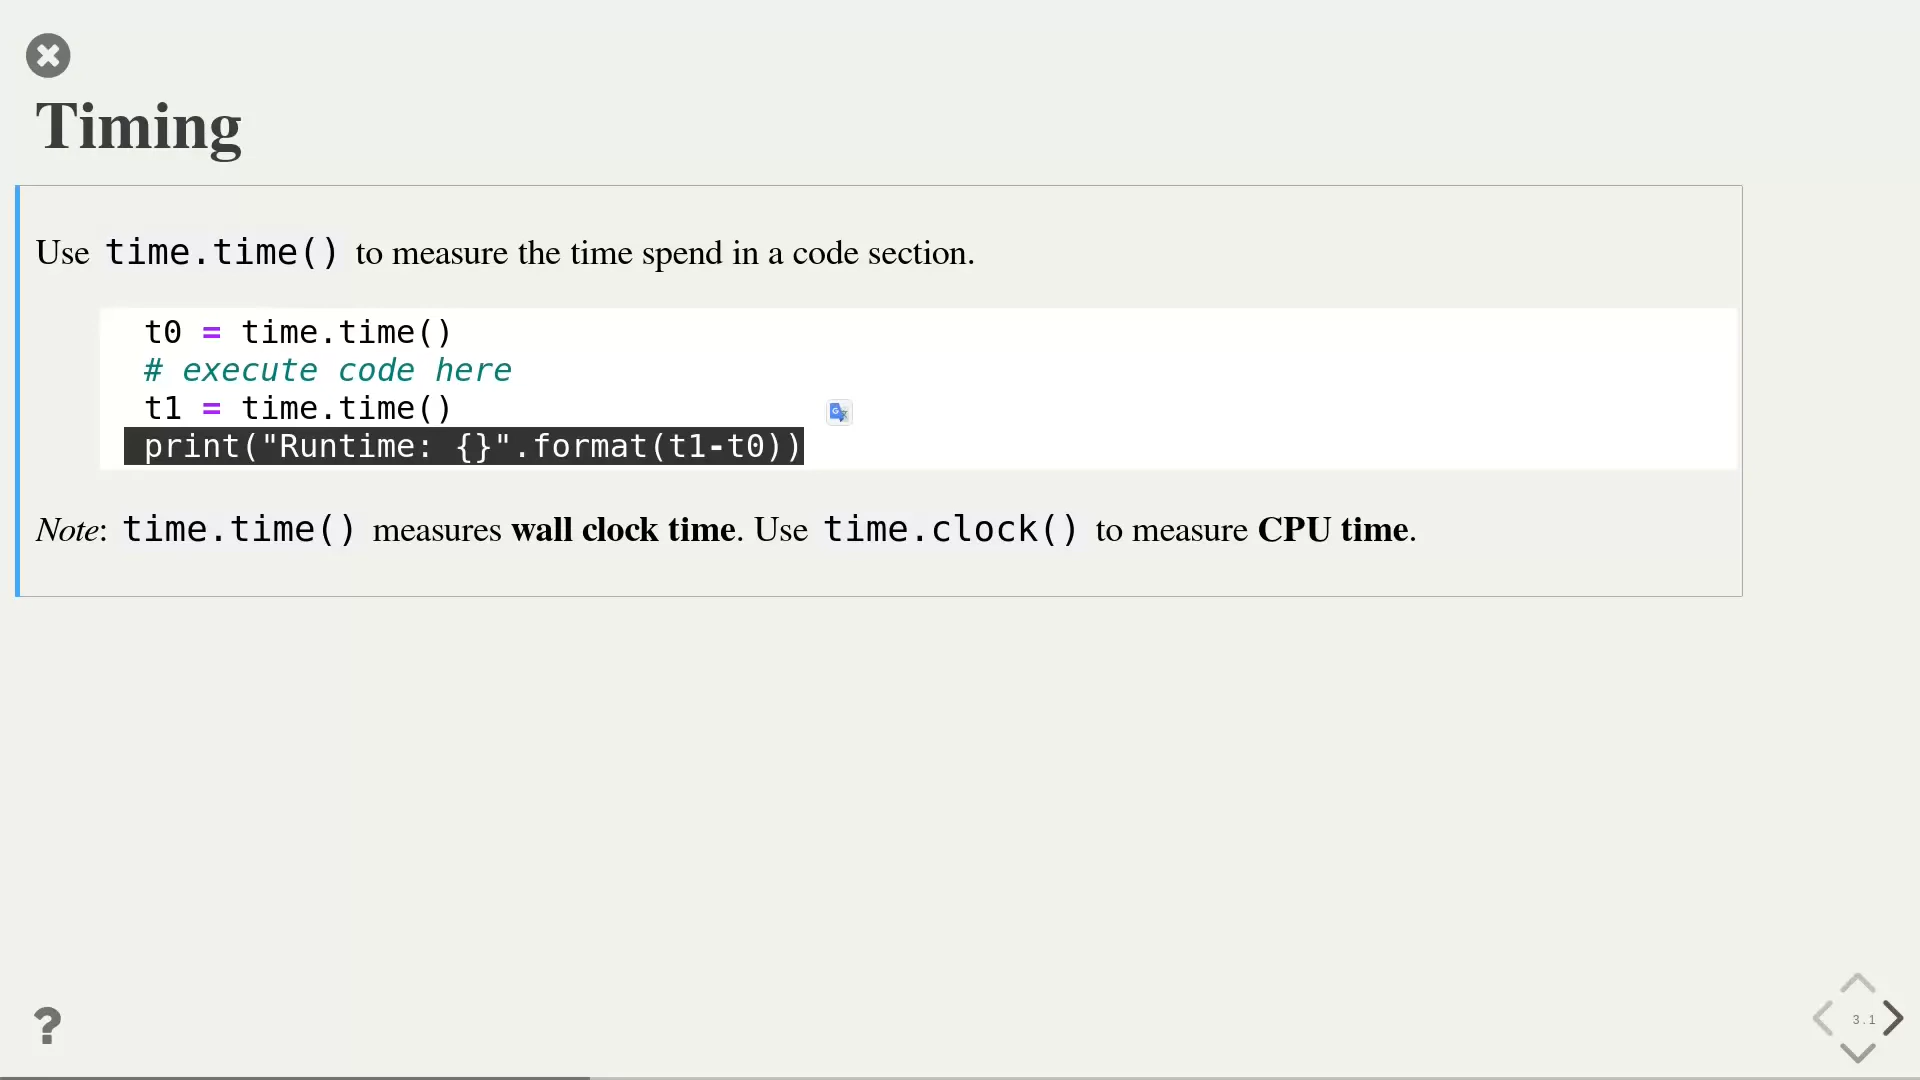 Timing
Use time.time() to measure the time spend in a code section.
t0 = time.time()
# execute code here
t1 = time.time()
print("Runtime: {}".format(t1-t0))
Note: time.time() measures wall clock time. Use time.clock() to measure CPU time.
?
3.1